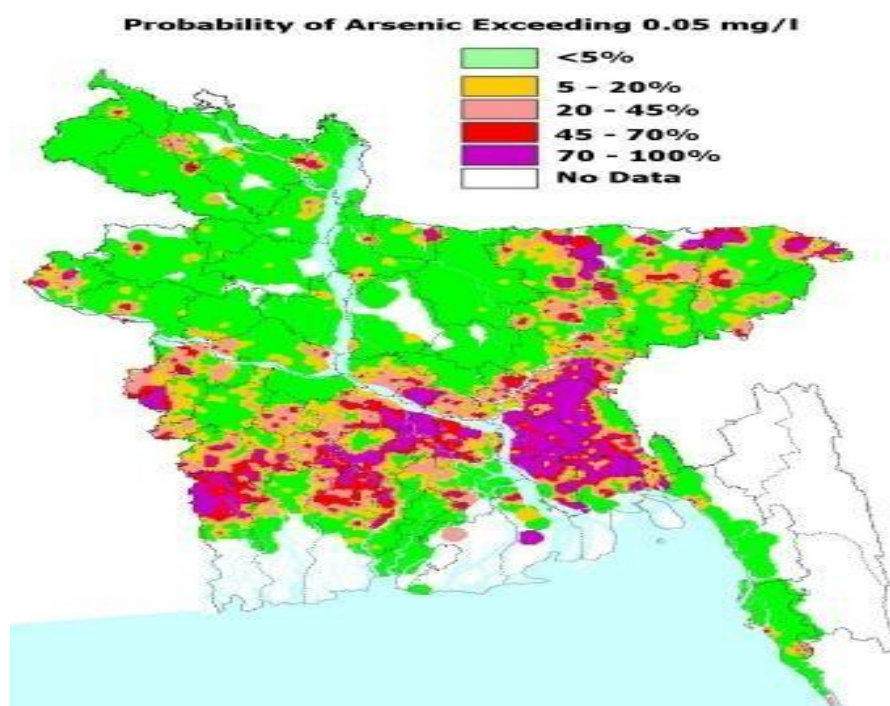 Probability of Arsenic Exceeding 0.05 mg/l
<5%
5 - 20%
20 - 45%
45 - 70%
70 - 100%
No Data